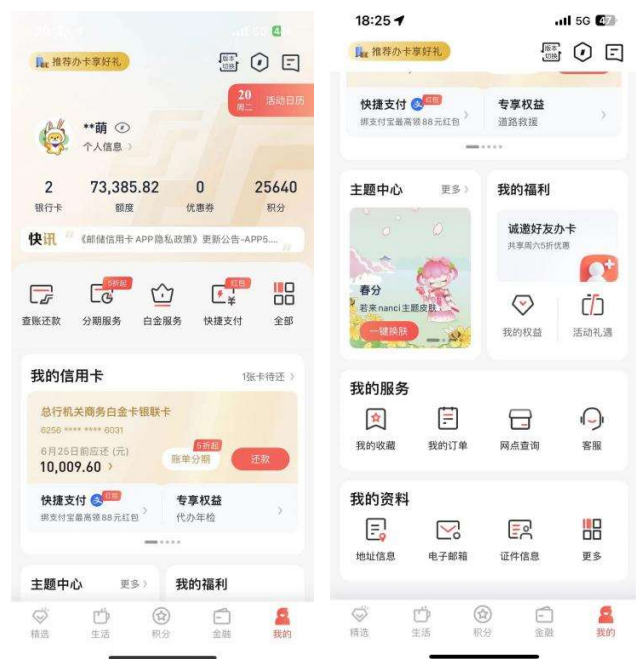 推荐办卡享好礼
版本
切换
20
周二
活动日历
**萌
个人信息
2
73,385.82
0
25640
银行卡
额度
优惠券
积分
快讯
《邮储信用卡APP隐私政策》更新公告-APP5....
5折起
红包
查账还款
分期服务
白金服务
快捷支付
全部
我的信用卡
1张卡待还
总行机关商务白金卡银联卡
6256 **** **** 6031
6月25日前应还 (元)
10,009.60
5折起
账单分期
还款
快捷支付
红包
绑支付宝最高领88元红包
专享权益
代办年检
主题中心
更多
我的福利
精选
生活
积分
金融
我的
18:25
5G
推荐办卡享好礼
版本
切换
快捷支付
红包
绑支付宝最高领88元红包
专享权益
道路救援
主题中心
更多
我的福利
春分
若来nanci主题皮肤
一键换肤
诚邀好友办卡
共享周六5折优惠
我的权益
活动礼遇
我的服务
我的收藏
我的订单
网点查询
客服
我的资料
地址信息
电子邮箱
证件信息
更多
精选
生活
积分
金融
我的